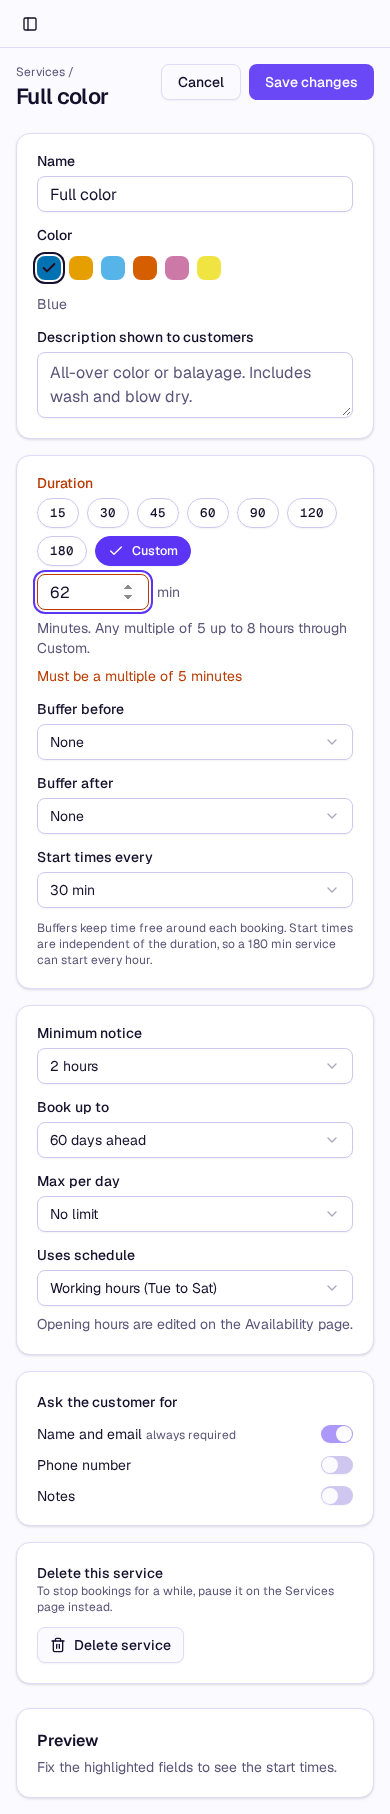 Services /
Full color
Cancel
Save changes
Name
Full color
Color
Blue
Description shown to customers
All-over color or balayage. Includes
wash and blow dry.
Duration
15 30 45 60 90 120
180 Custom
62 min
Minutes. Any multiple of 5 up to 8 hours through
Custom.
Must be a multiple of 5 minutes
Buffer before
None
Buffer after
None
Start times every
30 min
Buffers keep time free around each booking. Start times
are independent of the duration, so a 180 min service
can start every hour.
Minimum notice
2 hours
Book up to
60 days ahead
Max per day
No limit
Uses schedule
Working hours (Tue to Sat)
Opening hours are edited on the Availability page.
Ask the customer for
Name and email always required
Phone number
Notes
Delete this service
To stop bookings for a while, pause it on the Services
page instead.
Delete service
Preview
Fix the highlighted fields to see the start times.